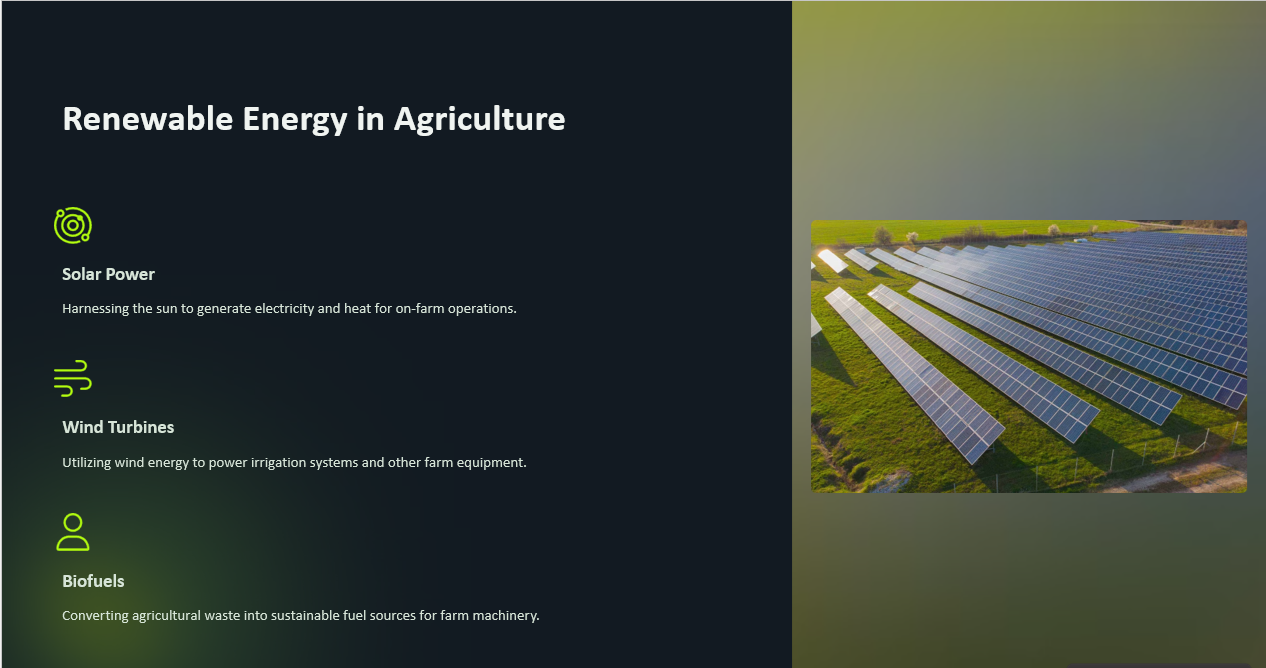 Renewable Energy in Agriculture
Solar Power
Harnessing the sun to generate electricity and heat for on-farm operations.
Wind Turbines
Utilizing wind energy to power irrigation systems and other farm equipment.
Biofuels
Converting agricultural waste into sustainable fuel sources for farm machinery.